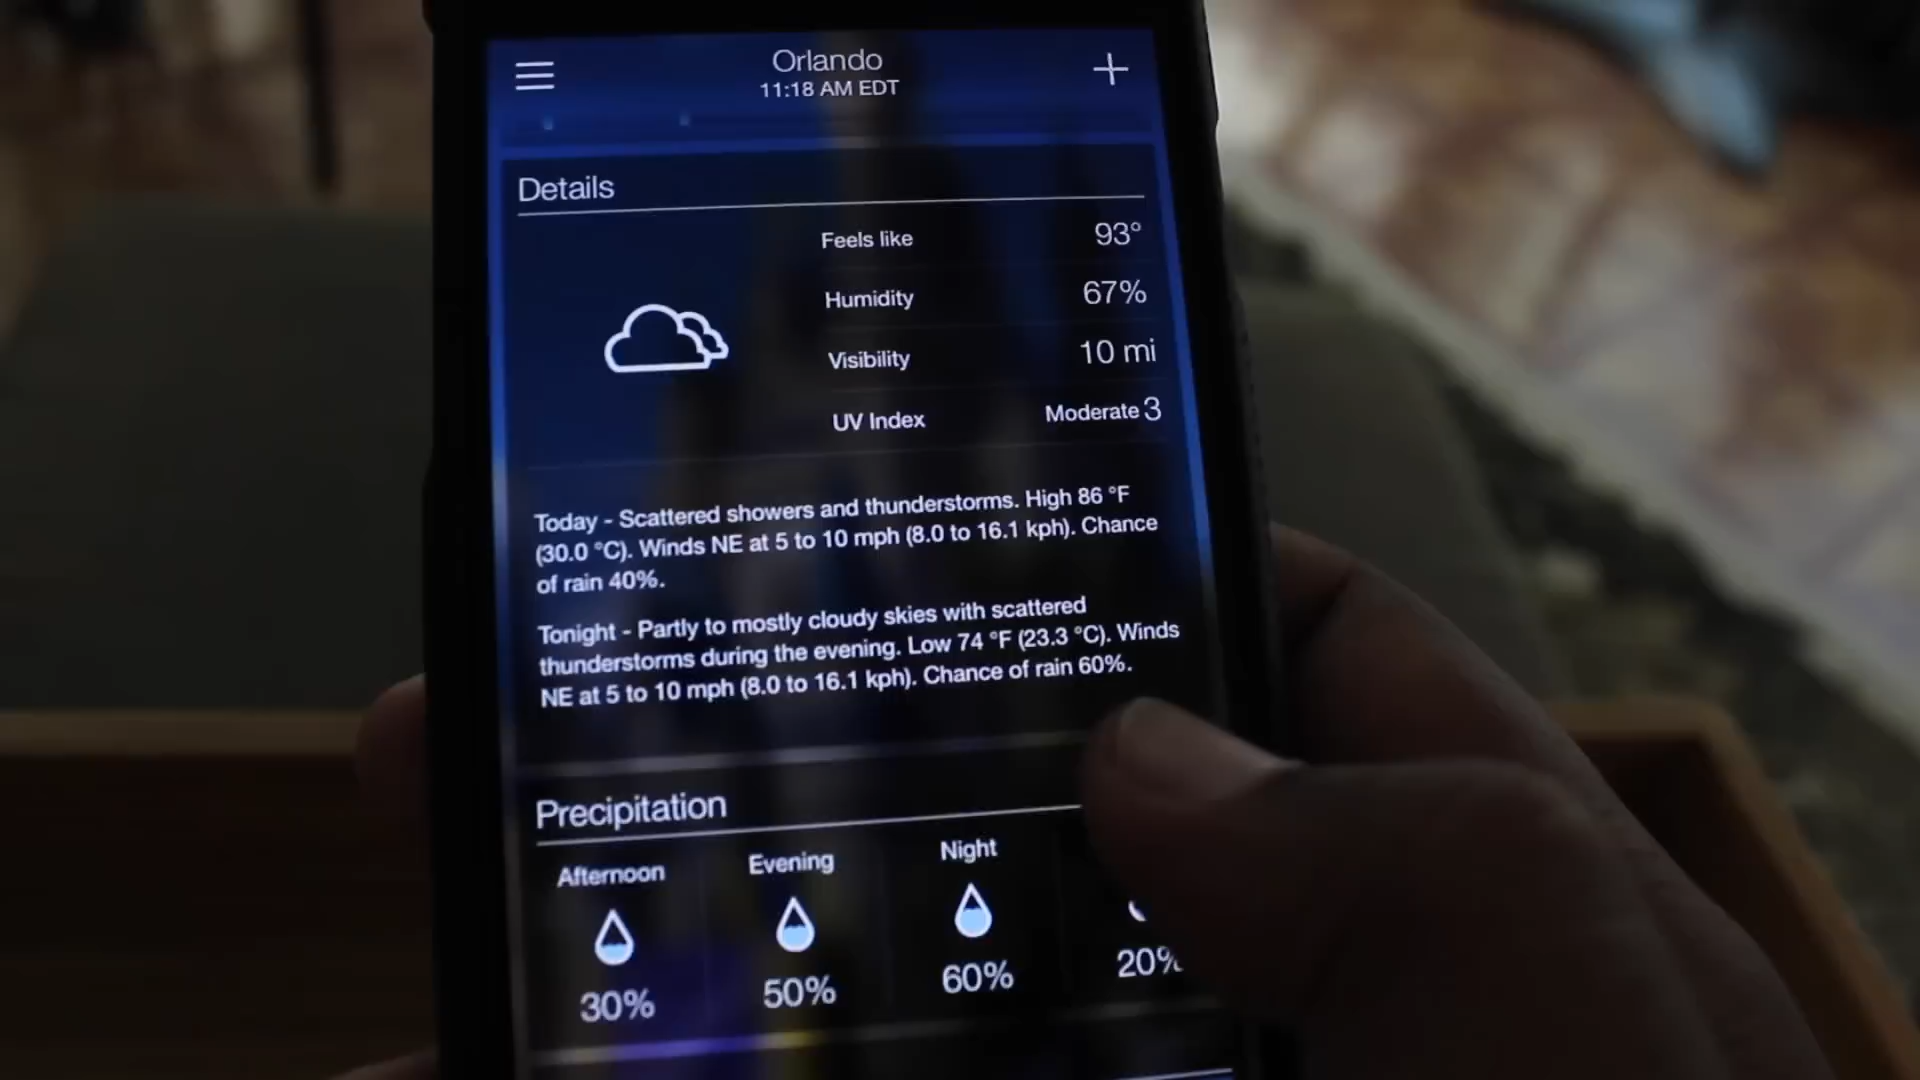 Orlando
11:18 AM EDT
Details
Feels like 93°
Humidity 67%
Visibility 10 mi
UV Index Moderate 3
Today - Scattered showers and thunderstorms. High 86 °F
(30.0 °C). Winds NE at 5 to 10 mph (8.0 to 16.1 kph). Chance
of rain 40%.
Tonight - Partly to mostly cloudy skies with scattered
thunderstorms during the evening. Low 74 °F (23.3 °C). Winds
NE at 5 to 10 mph (8.0 to 16.1 kph). Chance of rain 60%.
Precipitation
Afternoon Evening Night
30% 50% 60% 20%